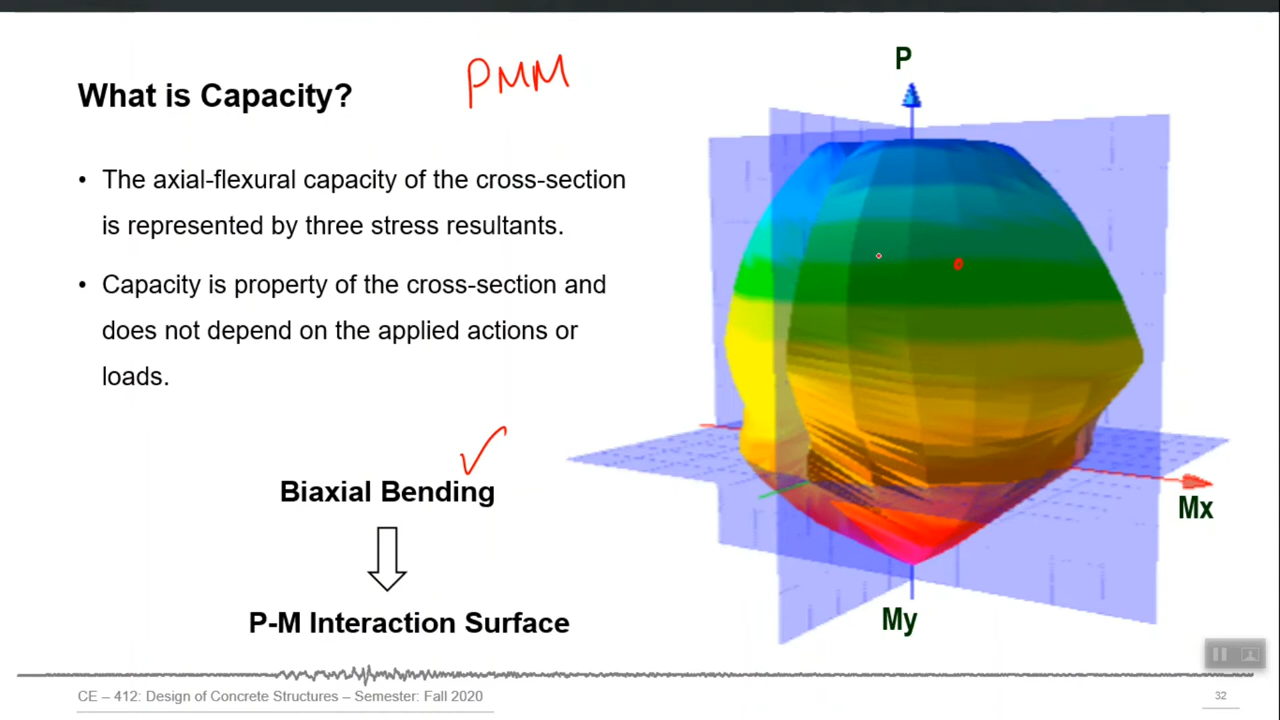 PMM
What is Capacity?
• The axial-flexural capacity of the cross-section
is represented by three stress resultants.
• Capacity is property of the cross-section and
does not depend on the applied actions or
loads.
Biaxial Bending
P-M Interaction Surface
P
Mx
My
CE – 412: Design of Concrete Structures – Semester: Fall 2020
32